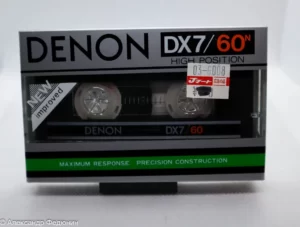 DENON DX7/60N
HIGH POSITION
NEW
improved
DENON DX7/60
MAXIMUM RESPONSE. PRECISION CONSTRUCTION